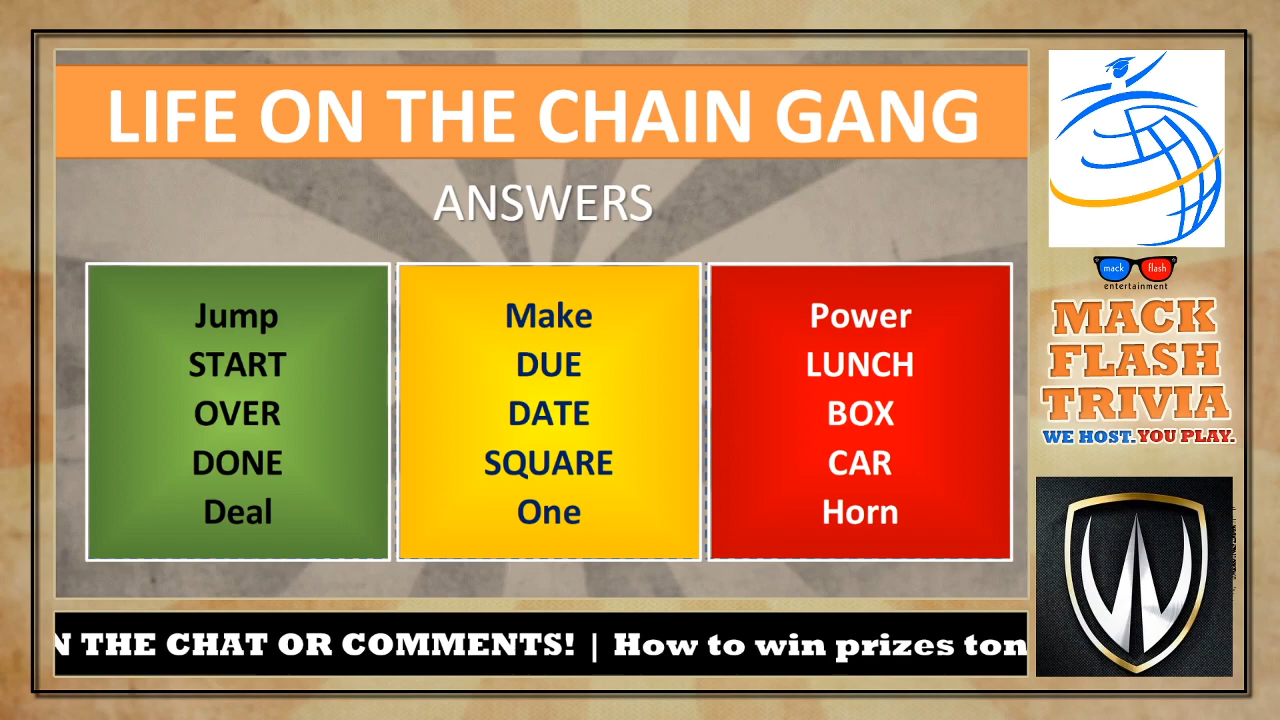 LIFE ON THE CHAIN GANG
ANSWERS
Jump
START
OVER
DONE
Deal
Make
DUE
DATE
SQUARE
One
Power
LUNCH
BOX
CAR
Horn
mack flash
entertainment
MACK
FLASH
TRIVIA
WE HOST. YOU PLAY.
N THE CHAT OR COMMENTS! | How to win prizes ton